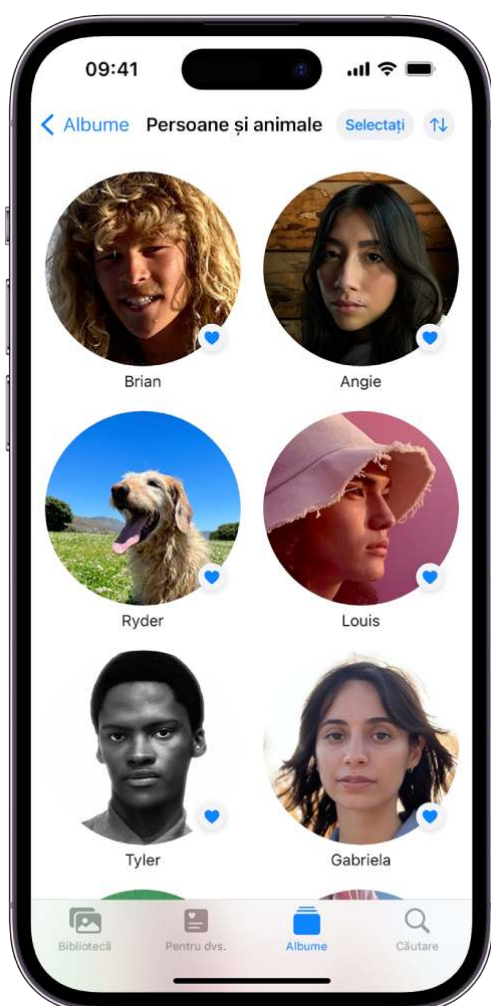 09:41
Albume Persoane și animale Selectați
Brian Angie
Ryder Louis
Tyler Gabriela
Bibliotecă Pentru dvs. Albume Căutare